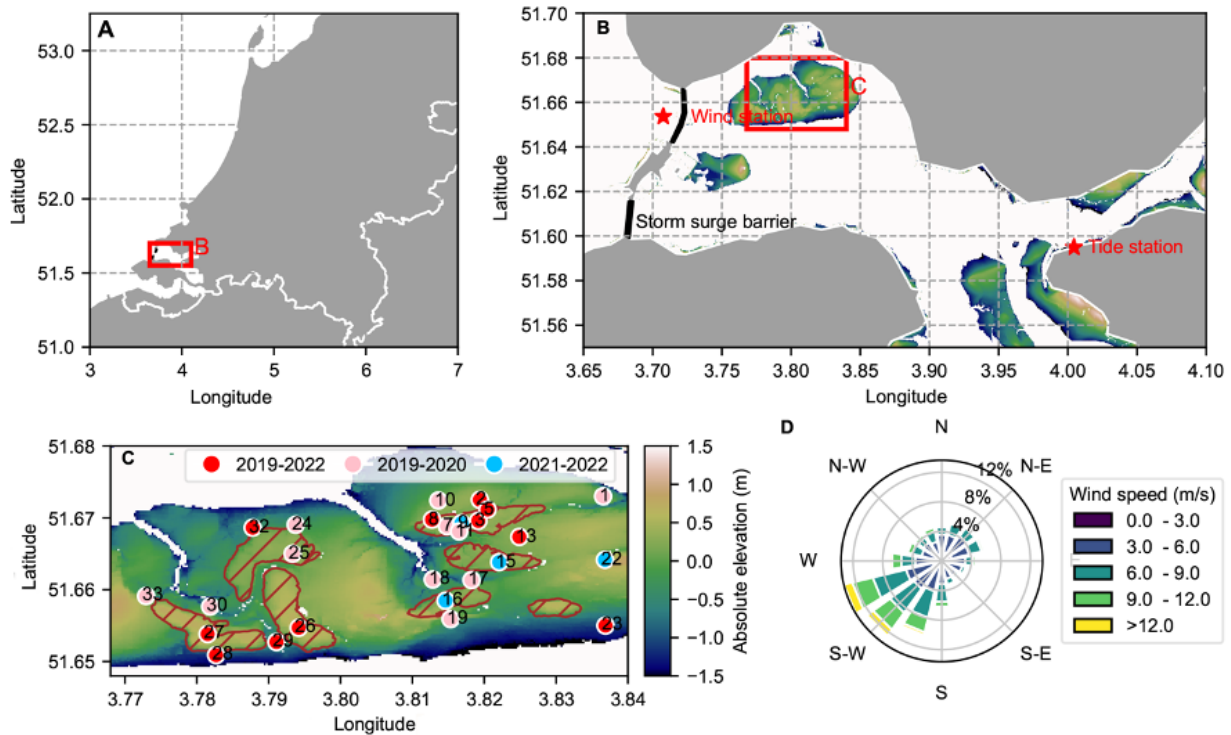 A
53.0
52.5
52.0
51.5
51.0
Latitude
B
3
4
5
6
7
Longitude
B
51.70
51.68
51.66
51.64
51.62
51.60
51.58
51.56
Latitude
C
Wind station
Storm surge barrier
Tide station
3.65
3.70
3.75
3.80
3.85
3.90
3.95
4.00
4.05
4.10
Longitude
C
2019-2022
2019-2020
2021-2022
51.68
51.67
51.66
51.65
Latitude
1
2
10
5
8
7
9
3
11
13
32
24
25
15
22
18
17
33
30
16
19
27
26
23
29
28
3.77
3.78
3.79
3.80
3.81
3.82
3.83
3.84
Longitude
1.5
1.0
0.5
0.0
−0.5
−1.0
−1.5
Absolute elevation (m)
D
N
N-W
N-E
12%
8%
4%
W
S-W
S-E
S
Wind speed (m/s)
0.0 - 3.0
3.0 - 6.0
6.0 - 9.0
9.0 - 12.0
>12.0